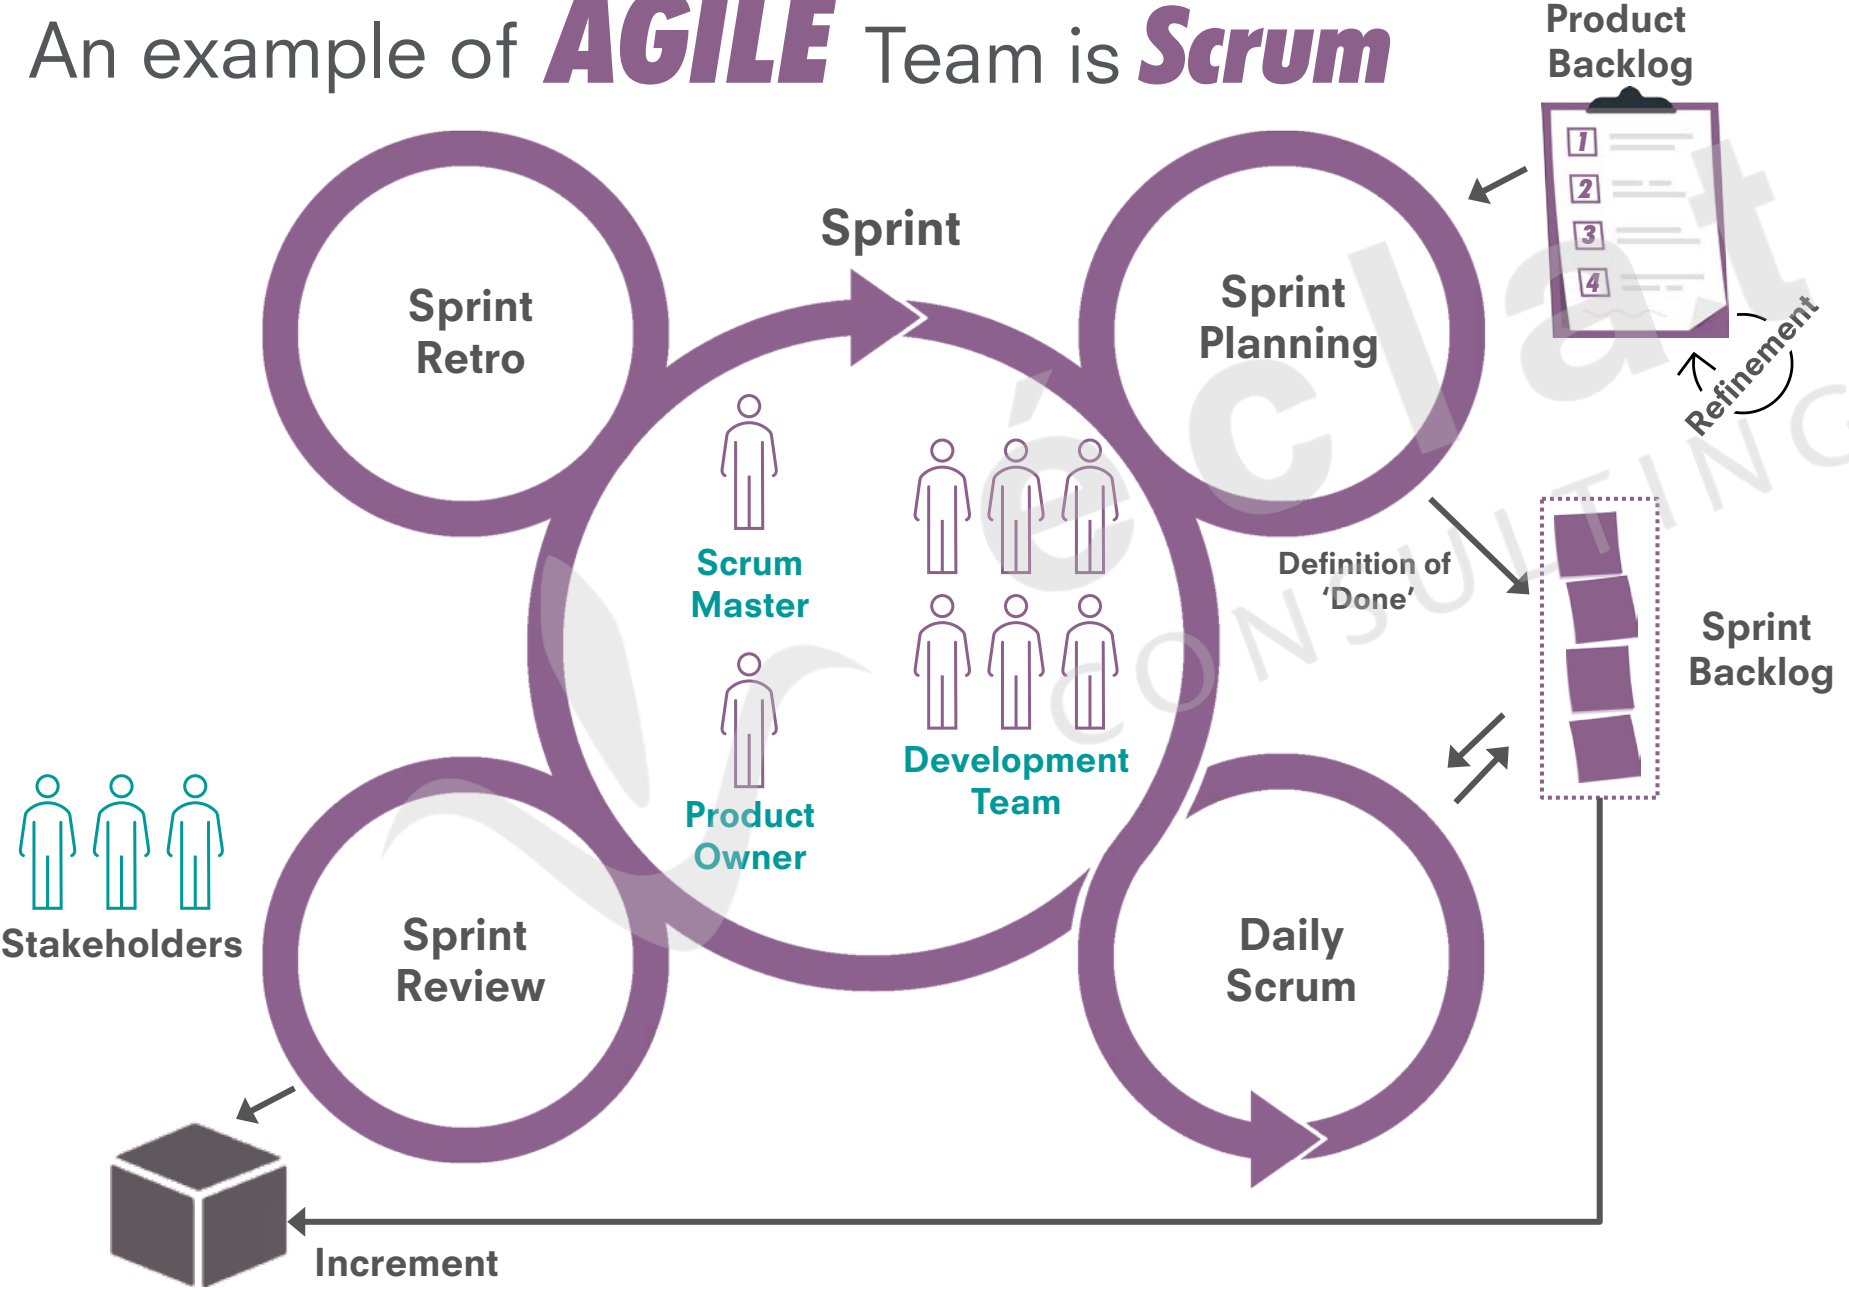 An example of AGILE Team is Scrum
Product
Backlog
1
2
3
4
Refinement
Sprint
Sprint
Retro
Sprint
Planning
Scrum
Master
Product
Owner
Development
Team
Definition of
‘Done’
Sprint
Backlog
Stakeholders
Sprint
Review
Daily
Scrum
Increment
éclat
CONSULTING